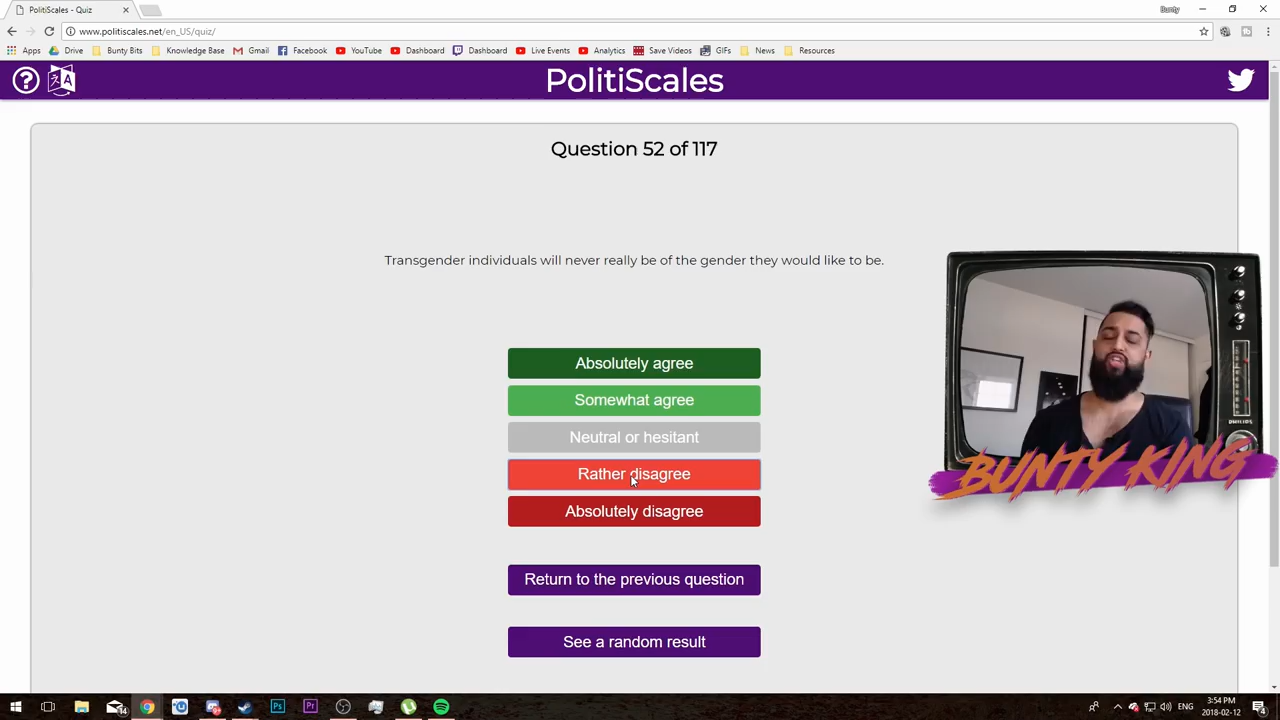 PolitiScales - Quiz
Bunty
www.politiscales.net/en_US/quiz/
Apps Drive Bunty Bits Knowledge Base Gmail Facebook YouTube Dashboard Dashboard Live Events Analytics Save Videos GIFs News Resources
PolitiScales
Question 52 of 117
Transgender individuals will never really be of the gender they would like to be.
Absolutely agree
Somewhat agree
Neutral or hesitant
Rather disagree
Absolutely disagree
Return to the previous question
See a random result
PHILIPS
BUNTY KING
ENG
3:54 PM
2018-02-12